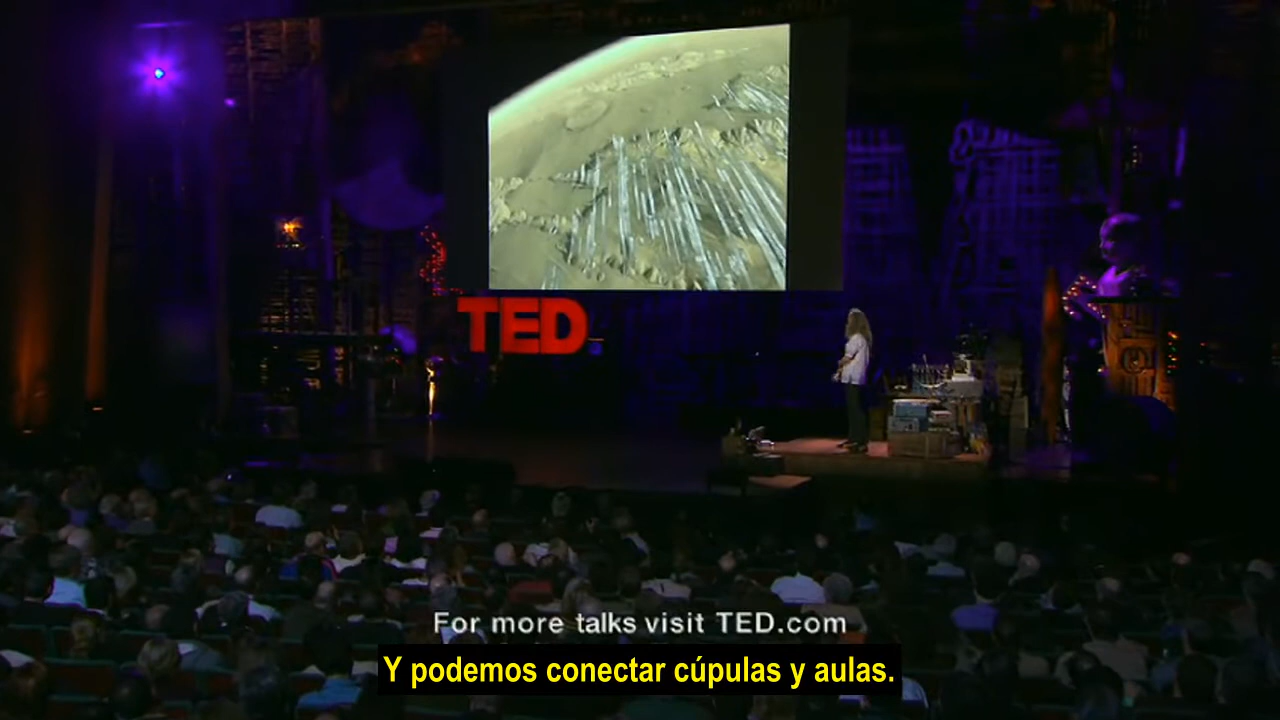 TED
For more talks visit TED.com
Y podemos conectar cúpulas y aulas.